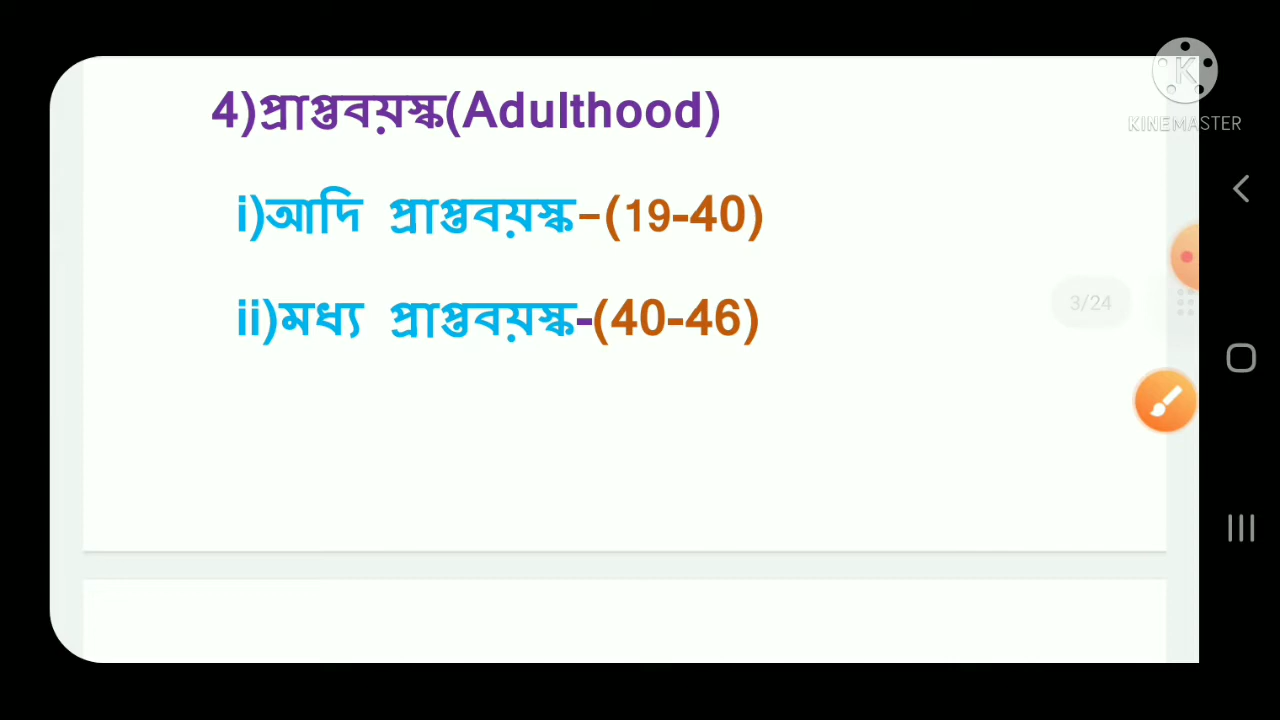 4)প্রাপ্তবয়স্ক(Adulthood)
KINEMASTER
i)আদি প্রাপ্তবয়স্ক-(19-40)
ii)মধ্য প্রাপ্তবয়স্ক-(40-46)
3/24